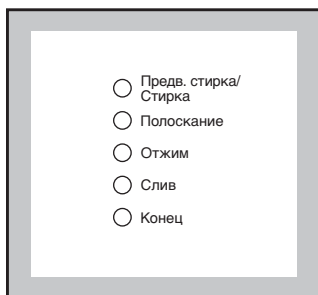 Предв. стирка/
Стирка
Полоскание
Отжим
Слив
Конец